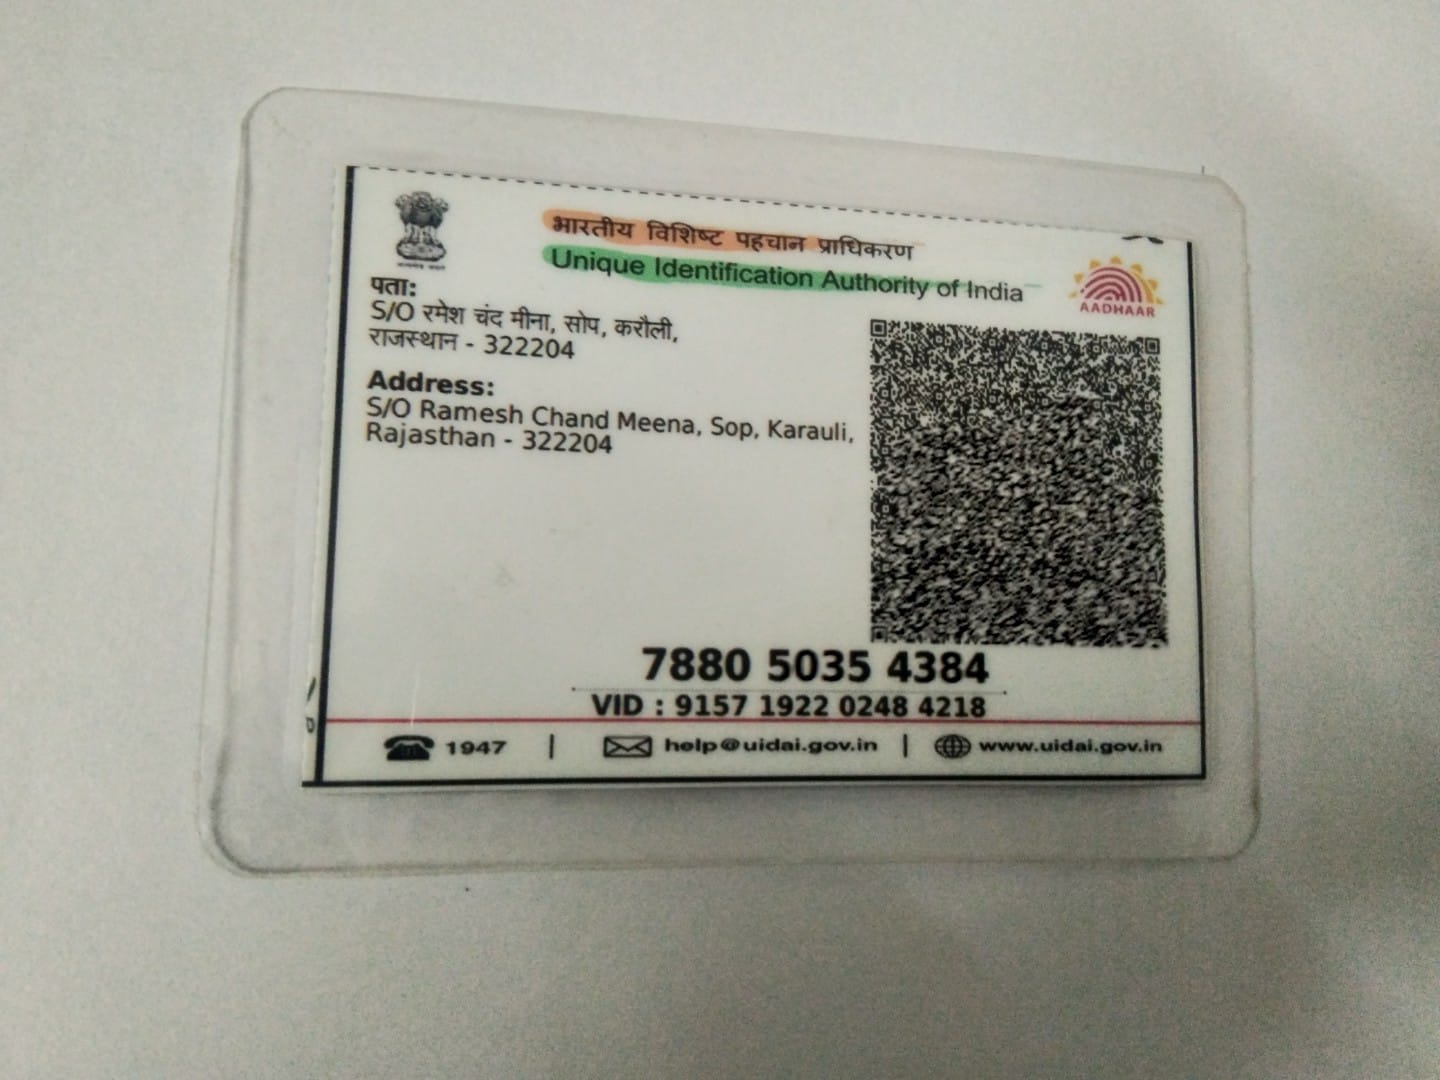 भारतीय विशिष्ट पहचान प्राधिकरण
Unique Identification Authority of India
AADHAAR
पता:
S/O रमेश चंद मीना, सोप, करौली,
राजस्थान - 322204
Address:
S/O Ramesh Chand Meena, Sop, Karauli,
Rajasthan - 322204
7880 5035 4384
VID : 9157 1922 0248 4218
1947 | help@uidai.gov.in | www.uidai.gov.in